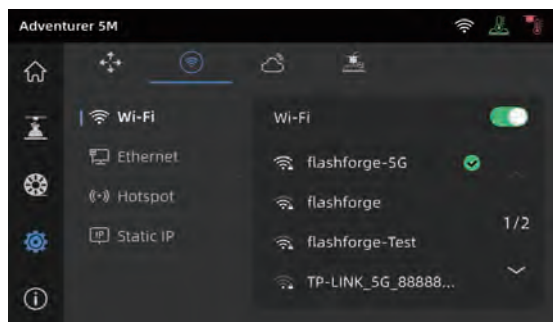 Adventurer 5M
Wi-Fi
Ethernet
Hotspot
IP Static IP
Wi-Fi
flashforge-5G
flashforge
flashforge-Test
TP-LINK_5G_88888...
1/2